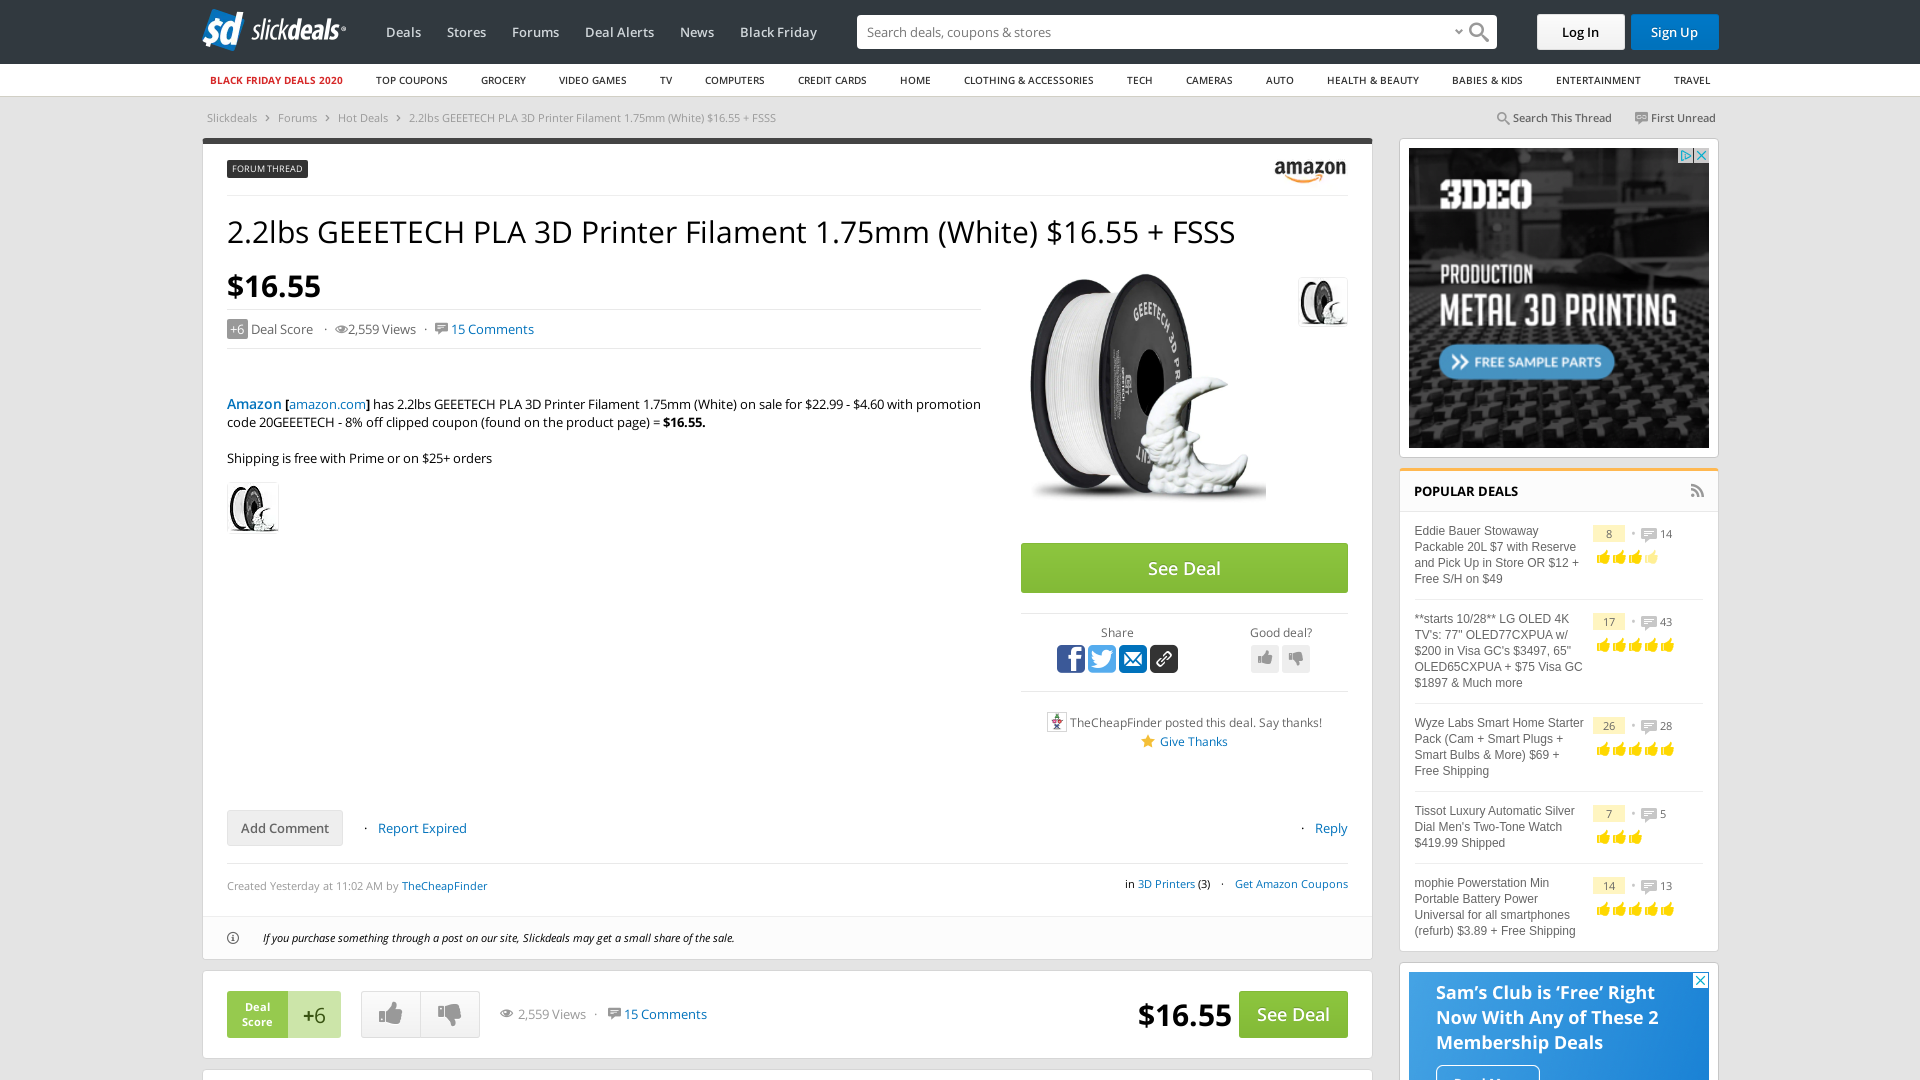 slickdeals
Deals
Stores
Forums
Deal Alerts
News
Black Friday
Search deals, coupons & stores
Log In
Sign Up
BLACK FRIDAY DEALS 2020
TOP COUPONS
GROCERY
VIDEO GAMES
TV
COMPUTERS
CREDIT CARDS
HOME
CLOTHING & ACCESSORIES
TECH
CAMERAS
AUTO
HEALTH & BEAUTY
BABIES & KIDS
ENTERTAINMENT
TRAVEL
Slickdeals › Forums › Hot Deals › 2.2lbs GEEETECH PLA 3D Printer Filament 1.75mm (White) $16.55 + FSSS
Search This Thread
First Unread
FORUM THREAD
amazon
2.2lbs GEEETECH PLA 3D Printer Filament 1.75mm (White) $16.55 + FSSS
$16.55
+6 Deal Score · 2,559 Views · 15 Comments
Amazon [amazon.com] has 2.2lbs GEEETECH PLA 3D Printer Filament 1.75mm (White) on sale for $22.99 - $4.60 with promotion
code 20GEEETECH - 8% off clipped coupon (found on the product page) = $16.55.
Shipping is free with Prime or on $25+ orders
See Deal
Share
Good deal?
TheCheapFinder posted this deal. Say thanks!
Give Thanks
Add Comment
· Report Expired
· Reply
Created Yesterday at 11:02 AM by TheCheapFinder
in 3D Printers (3) · Get Amazon Coupons
If you purchase something through a post on our site, Slickdeals may get a small share of the sale.
Deal
Score
+6
2,559 Views · 15 Comments
$16.55
See Deal
3DEO
PRODUCTION
METAL 3D PRINTING
FREE SAMPLE PARTS
POPULAR DEALS
Eddie Bauer Stowaway
Packable 20L $7 with Reserve
and Pick Up in Store OR $12 +
Free S/H on $49
8 • 14
**starts 10/28** LG OLED 4K
TV's: 77" OLED77CXPUA w/
$200 in Visa GC's $3497, 65"
OLED65CXPUA + $75 Visa GC
$1897 & Much more
17 • 43
Wyze Labs Smart Home Starter
Pack (Cam + Smart Plugs +
Smart Bulbs & More) $69 +
Free Shipping
26 • 28
Tissot Luxury Automatic Silver
Dial Men's Two-Tone Watch
$419.99 Shipped
7 • 5
mophie Powerstation Min
Portable Battery Power
Universal for all smartphones
(refurb) $3.89 + Free Shipping
14 • 13
Sam's Club is 'Free' Right
Now With Any of These 2
Membership Deals